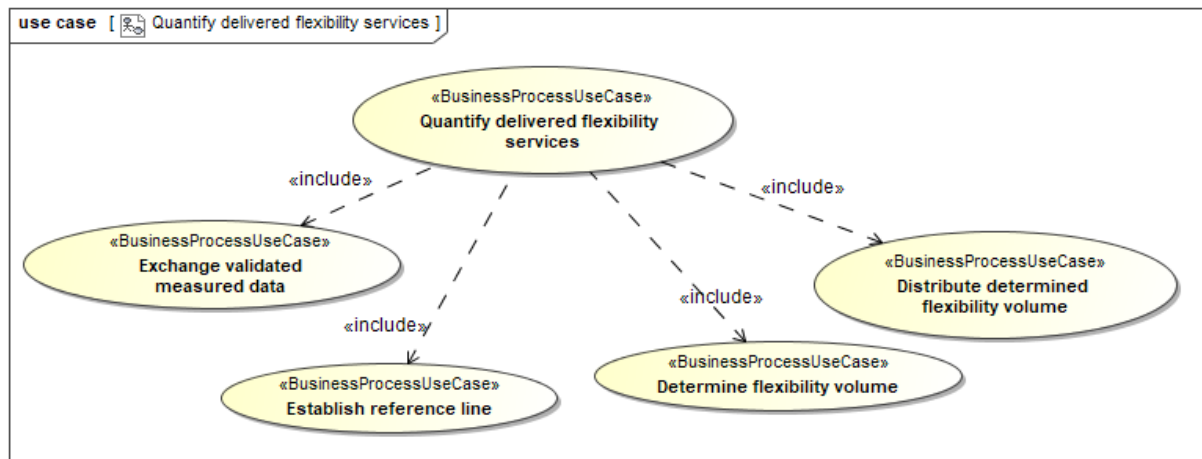 use case [ Quantify delivered flexibility services ]
«BusinessProcessUseCase»
Quantify delivered flexibility
services
«include»
«include»
«BusinessProcessUseCase»
Exchange validated
measured data
«BusinessProcessUseCase»
Distribute determined
flexibility volume
«include»
«include»
«BusinessProcessUseCase»
Determine flexibility volume
«BusinessProcessUseCase»
Establish reference line